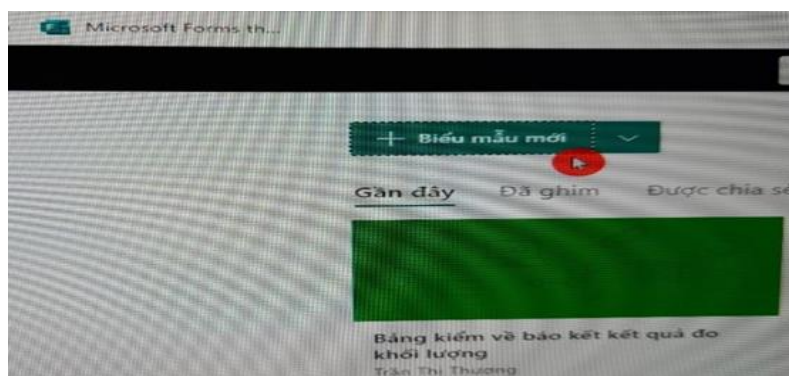 Microsoft Forms th...
+ Biểu mẫu mới
Gần đây Đã ghim Được chia sẻ
Bảng kiểm về báo kết kết quả đo
khối lượng
Trần Thị Thương